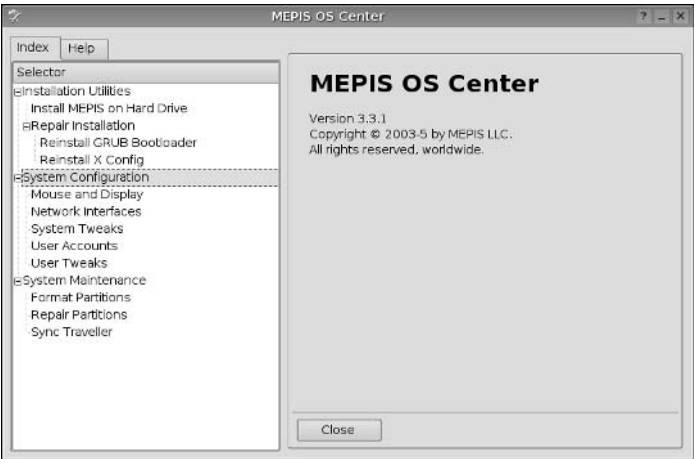 MEPIS OS Center
Index
Help
Selector
Installation Utilities
Install MEPIS on Hard Drive
Repair Installation
Reinstall GRUB Bootloader
Reinstall X Config
System Configuration
Mouse and Display
Network Interfaces
System Tweaks
User Accounts
User Tweaks
System Maintenance
Format Partitions
Repair Partitions
Sync Traveller
MEPIS OS Center
Version 3.3.1
Copyright © 2003-5 by MEPIS LLC.
All rights reserved, worldwide.
Close